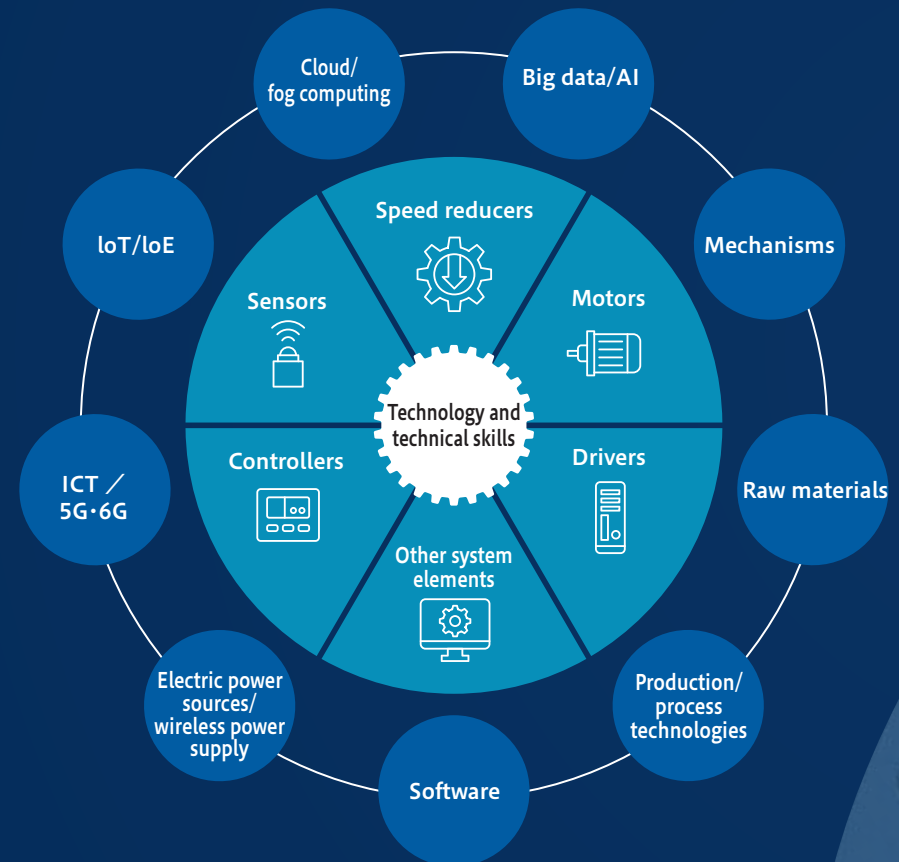 Cloud/
fog computing
Big data/AI
IoT/IoE
Mechanisms
Speed reducers
Sensors
Motors
Technology and
technical skills
Controllers
Drivers
Other system
elements
ICT ／
5G・6G
Raw materials
Electric power
sources/
wireless power
supply
Production/
process
technologies
Software